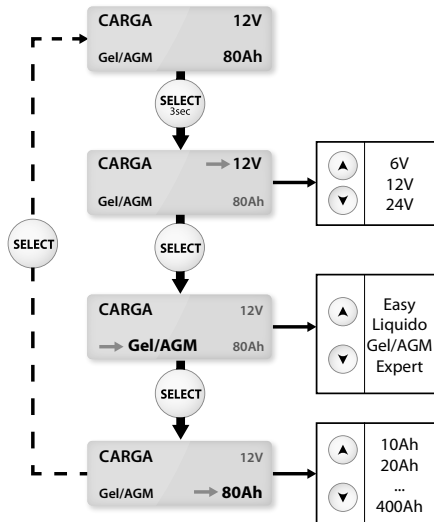 CARGA 12V
Gel/AGM 80Ah
SELECT
3sec
CARGA 12V
Gel/AGM 80Ah
6V
12V
24V
SELECT
SELECT
CARGA 12V
Gel/AGM 80Ah
Easy
Liquido
Gel/AGM
Expert
SELECT
CARGA 12V
Gel/AGM 80Ah
10Ah
20Ah
...
400Ah